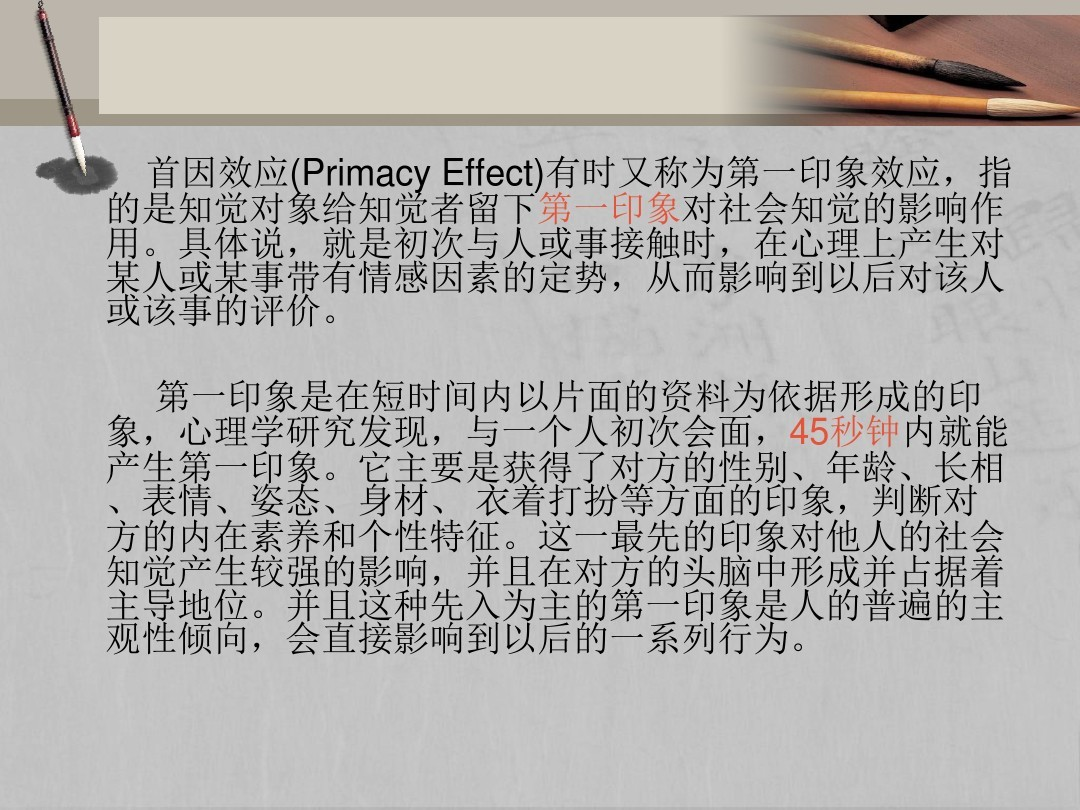 首因效应(Primacy Effect)有时又称为第一印象效应，指
的是知觉对象给知觉者留下第一印象对社会知觉的影响作
用。具体说，就是初次与人或事接触时，在心理上产生对
某人或某事带有情感因素的定势，从而影响到以后对该人
或该事的评价。
第一印象是在短时间内以片面的资料为依据形成的印
象，心理学研究发现，与一个人初次会面，45秒钟内就能
产生第一印象。它主要是获得了对方的性别、年龄、长相
、表情、姿态、身材、 衣着打扮等方面的印象，判断对
方的内在素养和个性特征。这一最先的印象对他人的社会
知觉产生较强的影响，并且在对方的头脑中形成并占据着
主导地位。并且这种先入为主的第一印象是人的普遍的主
观性倾向，会直接影响到以后的一系列行为。